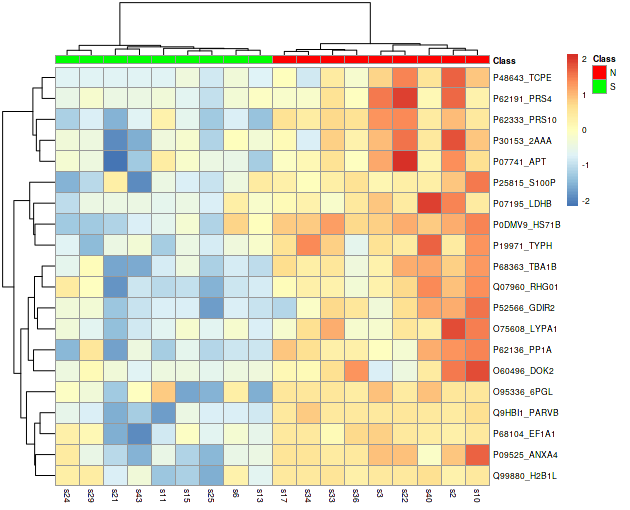 Class
P48643_TCPE
P62191_PRS4
P62333_PRS10
P30153_2AAA
P07741_APT
P25815_S100P
P07195_LDHB
P0DMV9_HS71B
P19971_TYPH
P68363_TBA1B
Q07960_RHG01
P52566_GDIR2
O75608_LYPA1
P62136_PP1A
O60496_DOK2
O95336_6PGL
Q9HBI1_PARVB
P68104_EF1A1
P09525_ANXA4
Q99880_H2B1L
s24 s29 s21 s43 s11 s15 s25 s6 s13 s17 s34 s33 s36 s3 s22 s40 s2 s10
2
1
0
-1
-2
Class
N
S